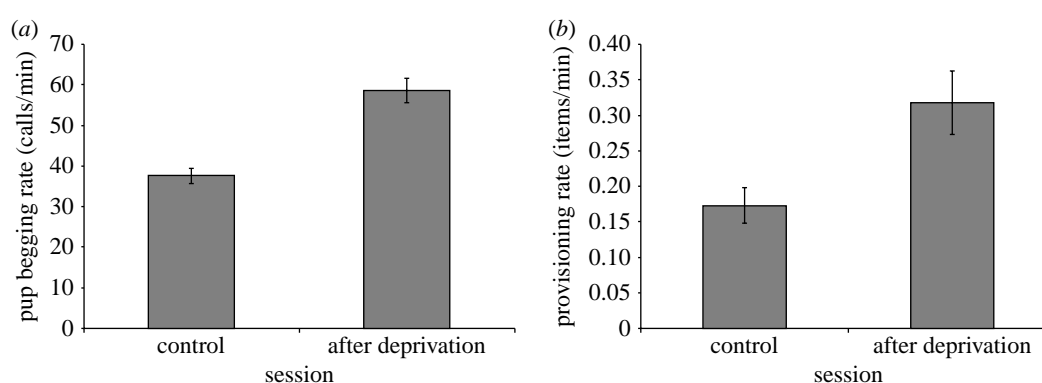 (a)
pup begging rate (calls/min)
70
60
50
40
30
20
10
0
control
after deprivation
session
(b)
provisioning rate (items/min)
0.40
0.35
0.30
0.25
0.20
0.15
0.10
0.05
0
control
after deprivation
session